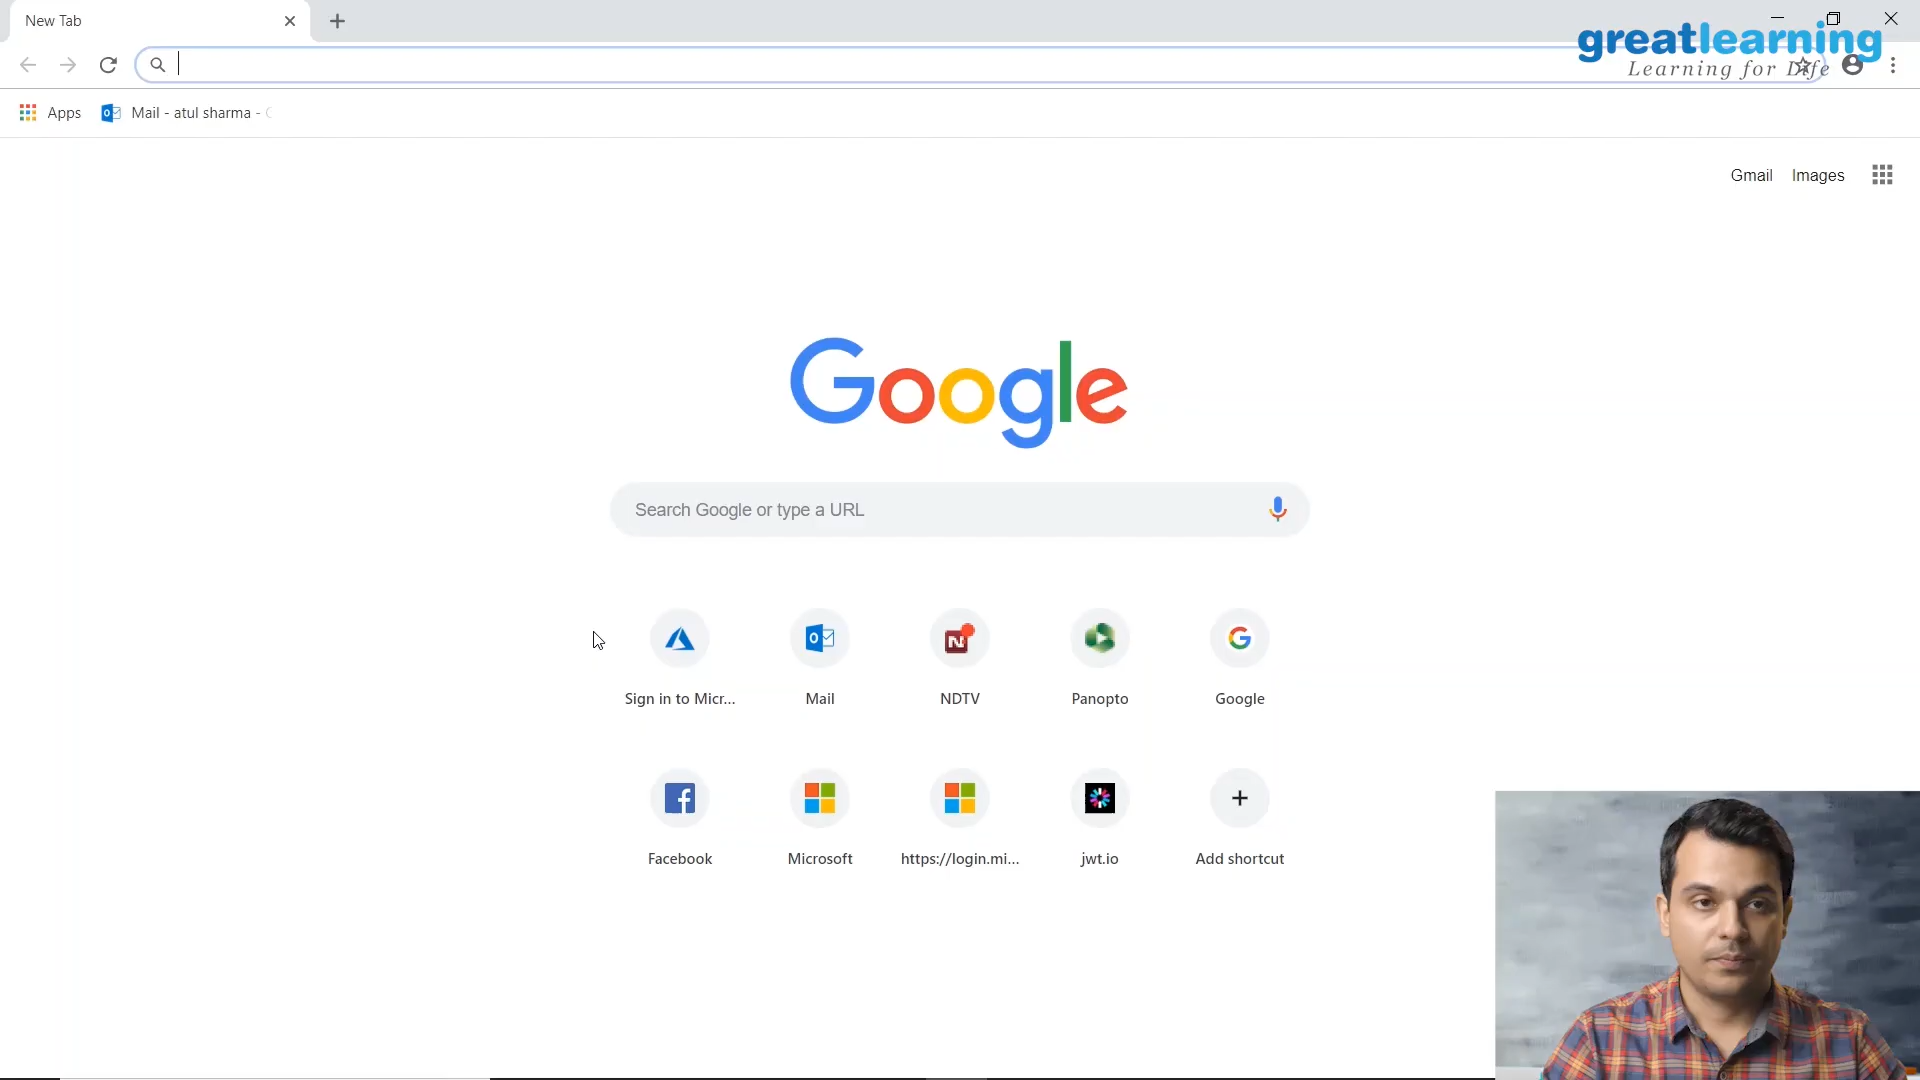 New Tab
greatlearning
Learning for Life
Apps
Mail - atul sharma -
Gmail
Images
Google
Search Google or type a URL
Sign in to Micr...
Mail
NDTV
Panopto
Google
Facebook
Microsoft
https://login.mi...
jwt.io
Add shortcut